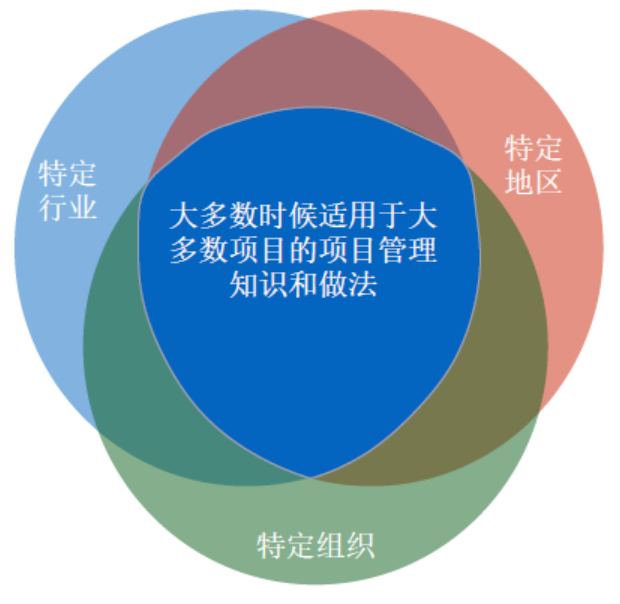 特定
行业
特定
地区
大多数时候适用于大
多数项目的项目管理
知识和做法
特定组织